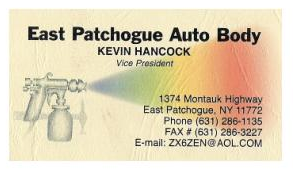 East Patchogue Auto Body
KEVIN HANCOCK
Vice President
1374 Montauk Highway
East Patchogue, NY 11772
Phone (631) 286-1135
FAX # (631) 286-3227
E-mail: ZX6ZEN@AOL.COM